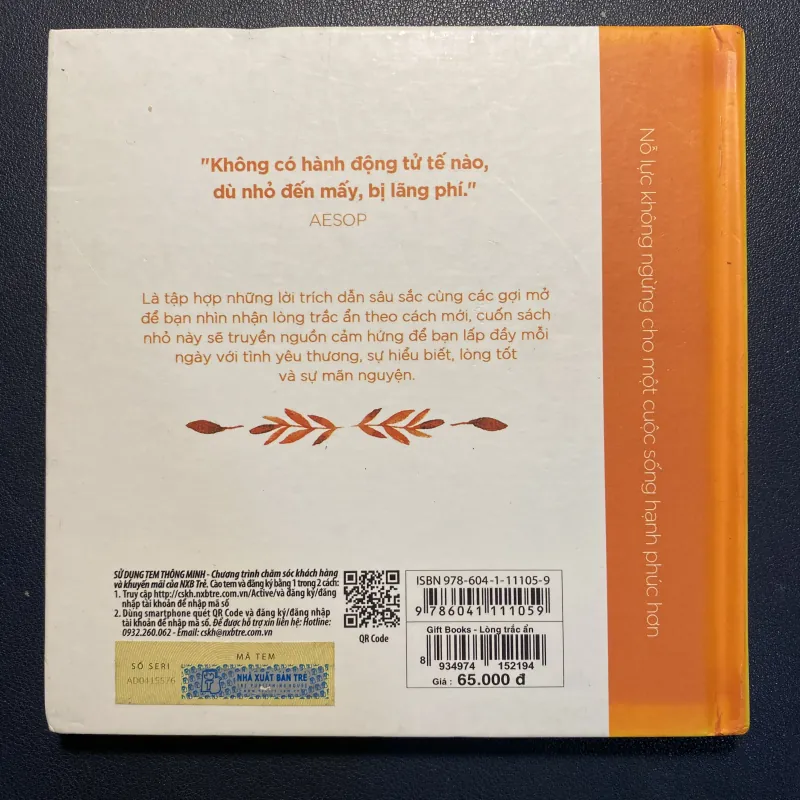 "Không có hành động tử tế nào,
dù nhỏ đến mấy, bị lãng phí."
AESOP
Là tập hợp những lời trích dẫn sâu sắc cùng các gợi mở
để bạn nhìn nhận lòng trắc ẩn theo cách mới, cuốn sách
nhỏ này sẽ truyền nguồn cảm hứng để bạn lấp đầy mỗi
ngày với tình yêu thương, sự hiểu biết, lòng tốt
và sự mãn nguyện.
Nỗ lực không ngừng cho một cuộc sống hạnh phúc hơn
SỬ DỤNG TEM THÔNG MINH - Chương trình chăm sóc khách hàng
và khuyến mãi của NXB Trẻ. Cào tem và đăng ký bằng 1 trong 2 cách:
1. Truy cập http://cskh.nxbtre.com.vn/Active/và đăng ký/đăng
nhập tài khoản để nhập mã số
2. Dùng smartphone quét QR Code và đăng ký/đăng nhập
tài khoản để nhập mã số. Để được hỗ trợ xin liên hệ: Hotline:
0932.260.062 - Email: cskh@nxbtre.com.vn
QR Code
SỐ SERI
AD0415576
MÃ TEM
NHÀ XUẤT BẢN TRẺ
ISBN 978-604-1-11105-9
9 786041 111059
Gift Books - Lòng trắc ẩn
8 934974 152194
Giá : 65.000 đ